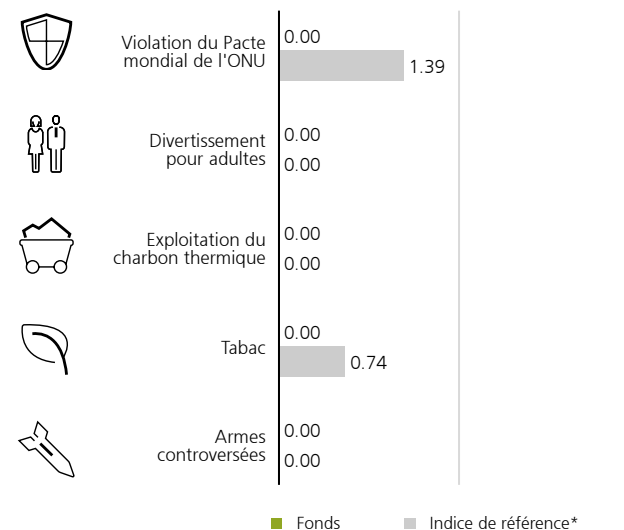 Violation du Pacte
mondial de l'ONU
0.00
1.39
Divertissement
pour adultes
0.00
0.00
Exploitation du
charbon thermique
0.00
0.00
Tabac
0.00
0.74
Armes
controversées
0.00
0.00
Fonds
Indice de référence*